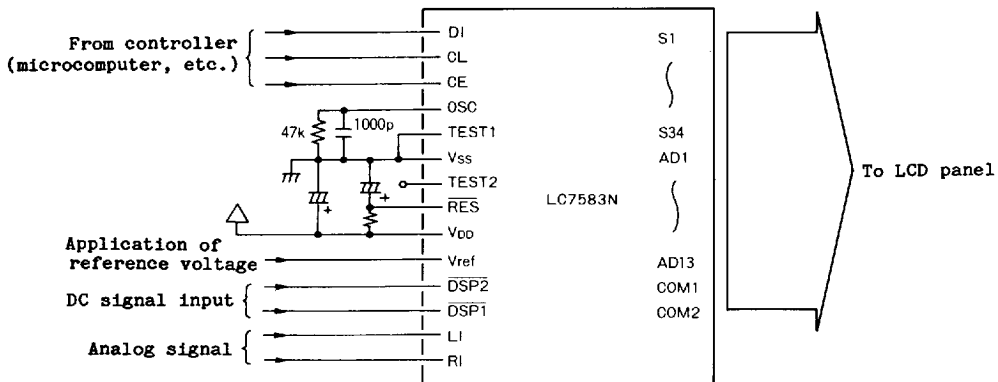 From controller
(microcomputer, etc.)
DI
CL
CE
OSC
47k
1000p
TEST1
Vss
TEST2
+
+
RES
VDD
Application of
reference voltage
Vref
DC signal input
DSP2
DSP1
Analog signal
LI
RI
LC7583N
S1
S34
AD1
AD13
COM1
COM2
To LCD panel